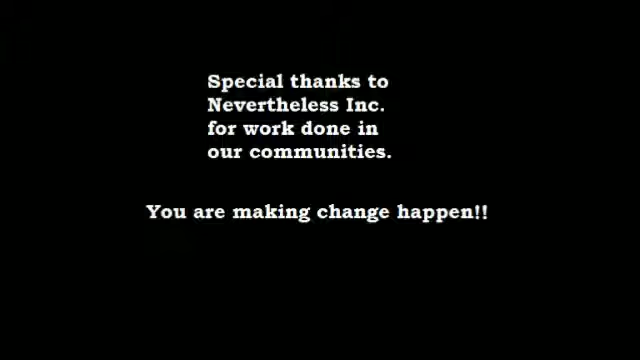 Special thanks to
Nevertheless Inc.
for work done in
our communities.
You are making change happen!!